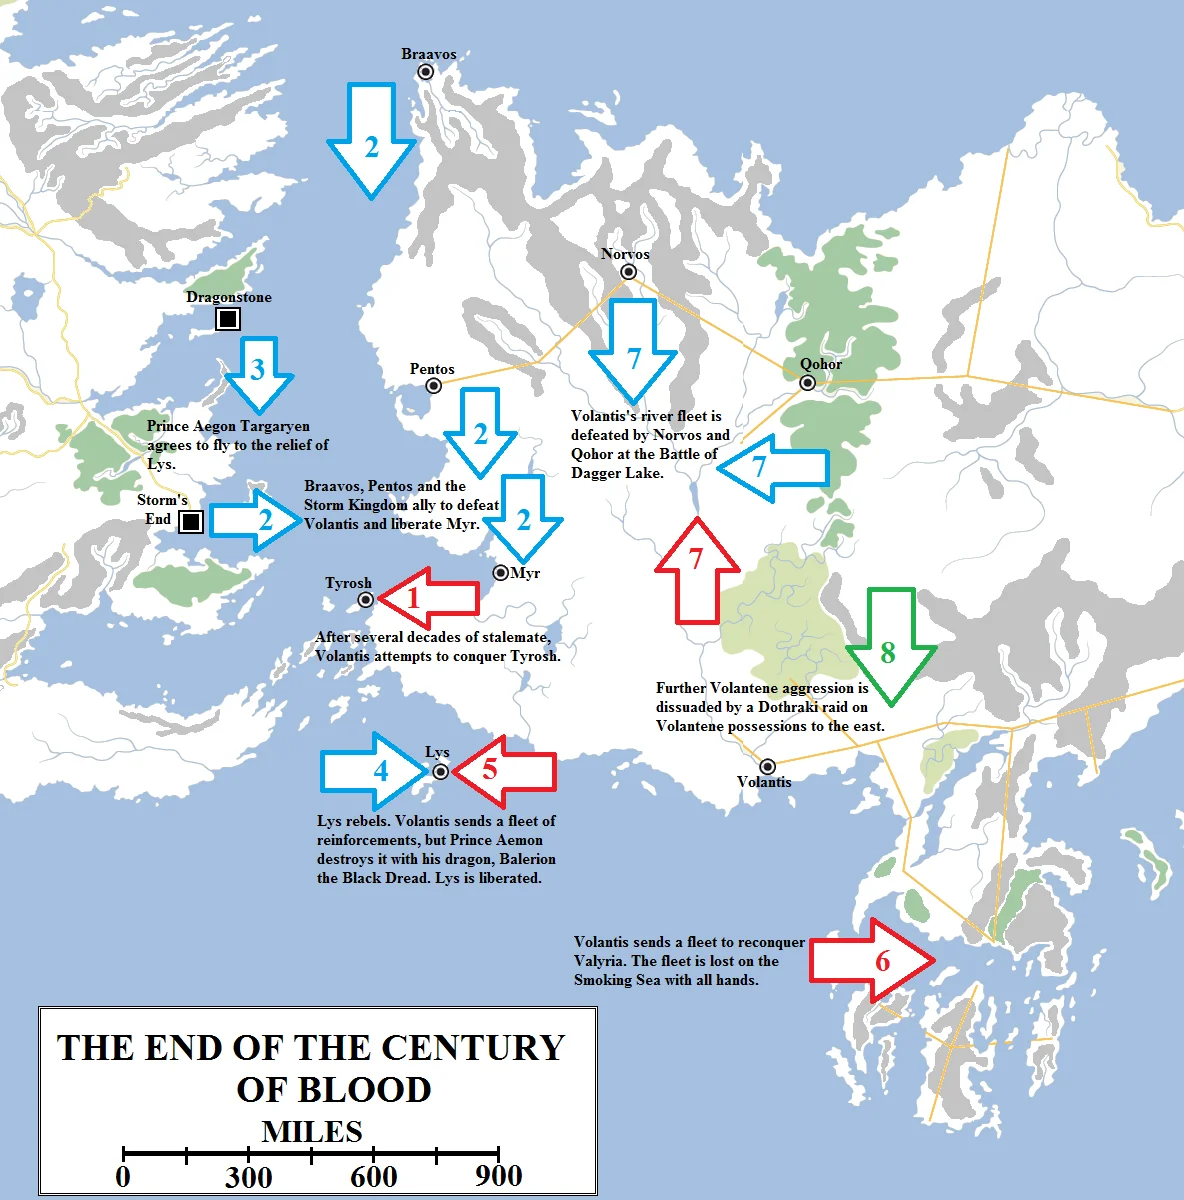 Braavos
2
Norvos
Dragonstone
3
Pentos
7
Qohor
Prince Aegon Targaryen
agrees to fly to the relief of
Lys.
2
Volantis's river fleet is
defeated by Norvos and
Qohor at the Battle of
Dagger Lake.
7
Storm's
End
2
Braavos, Pentos and the
Storm Kingdom ally to defeat
Volantis and liberate Myr.
2
7
Myr
Tyrosh
1
After several decades of stalemate,
Volantis attempts to conquer Tyrosh.
8
Further Volantene aggression is
dissuaded by a Dothraki raid on
Volantene possessions to the east.
4
Lys
5
Volantis
Lys rebels. Volantis sends a fleet of
reinforcements, but Prince Aemon
destroys it with his dragon, Balerion
the Black Dread. Lys is liberated.
Volantis sends a fleet to reconquer
Valyria. The fleet is lost on the
Smoking Sea with all hands.
6
THE END OF THE CENTURY
OF BLOOD
MILES
0 300 600 900